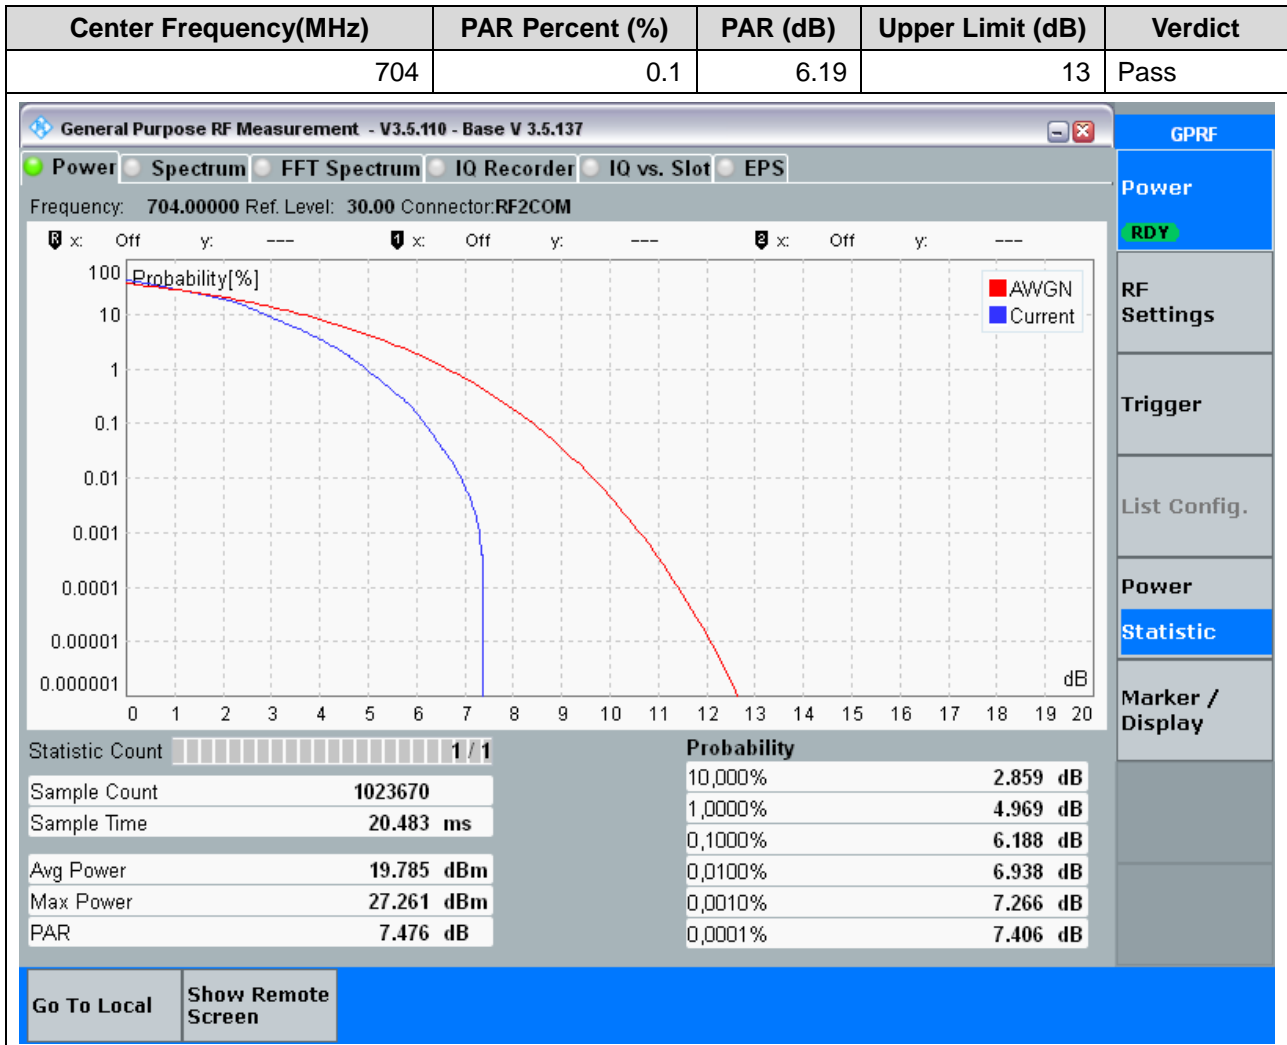 Center Frequency(MHz) PAR Percent (%) PAR (dB) Upper Limit (dB) Verdict
704 0.1 6.19 13 Pass
General Purpose RF Measurement - V3.5.110 - Base V 3.5.137
GPRF
Power Spectrum FFT Spectrum IQ Recorder IQ vs. Slot EPS
Power
RDY
Frequency: 704.00000 Ref. Level: 30.00 Connector:RF2COM
R x: Off y: --- 1 x: Off y: --- 2 x: Off y: ---
Probability[%]
AWGN
Current
100
10
1
0.1
0.01
0.001
0.0001
0.00001
0.000001
dB
0 1 2 3 4 5 6 7 8 9 10 11 12 13 14 15 16 17 18 19 20
RF
Settings
Trigger
List Config.
Power
Statistic
Marker /
Display
Statistic Count 1 / 1
Sample Count 1023670
Sample Time 20.483 ms
Avg Power 19.785 dBm
Max Power 27.261 dBm
PAR 7.476 dB
Probability
10,000% 2.859 dB
1,0000% 4.969 dB
0,1000% 6.188 dB
0,0100% 6.938 dB
0,0010% 7.266 dB
0,0001% 7.406 dB
Go To Local
Show Remote
Screen